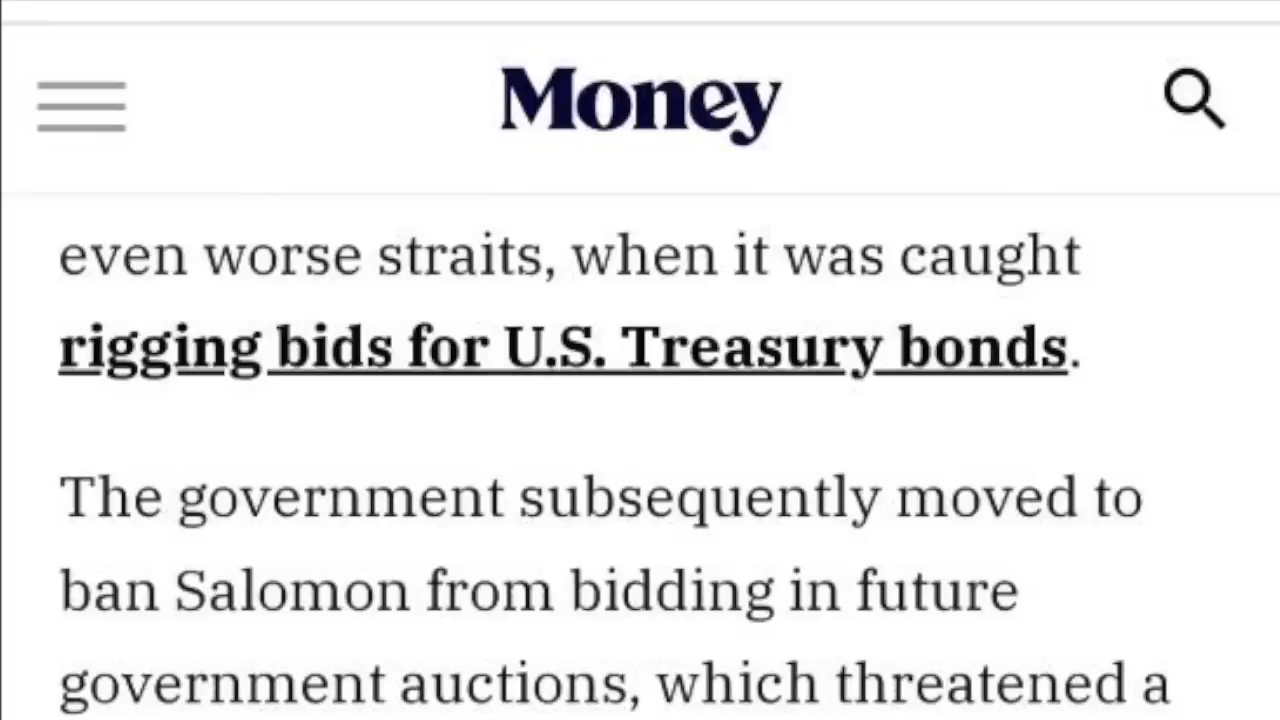 Money
even worse straits, when it was caught
rigging bids for U.S. Treasury bonds.
The government subsequently moved to
ban Salomon from bidding in future
government auctions, which threatened a